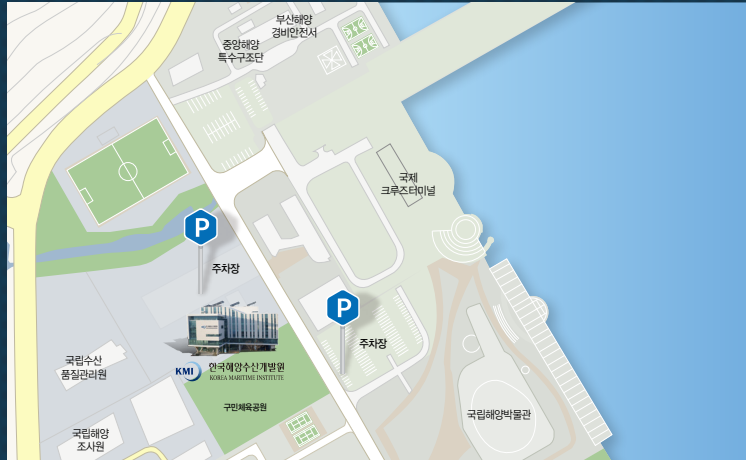 부산해양
경비안전서
중앙해양
특수구조단
국제
크루즈터미널
P
주차장
P
주차장
국립수산
품질관리원
KMI 한국해양수산개발원
KOREA MARITIME INSTITUTE
구민체육공원
국립해양박물관
국립해양
조사원